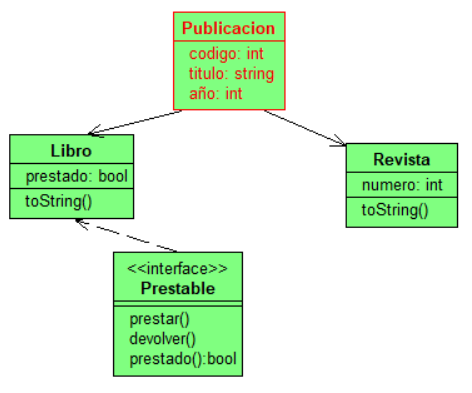 Publicacion
codigo: int
titulo: string
año: int
Libro
prestado: bool
toString()
Revista
numero: int
toString()
<<interface>>
Prestable
prestar()
devolver()
prestado():bool